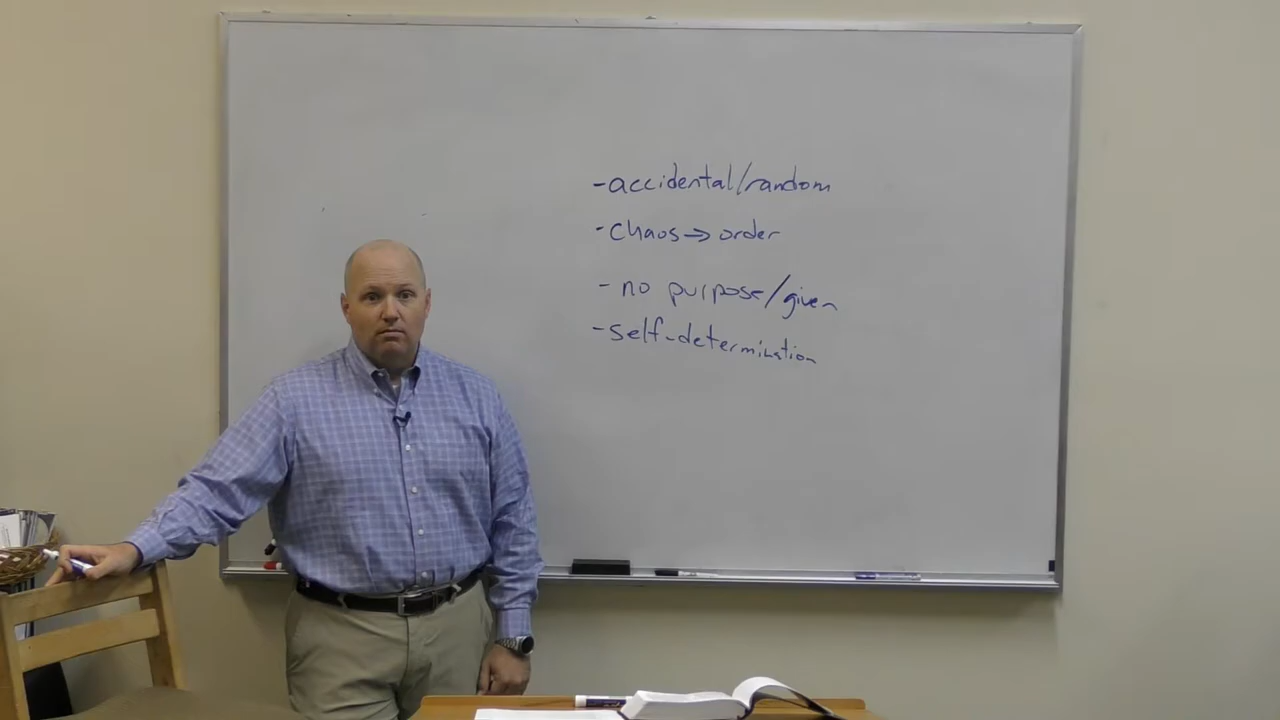 -accidental/random
-chaos→order
-no purpose/given
-self-determination